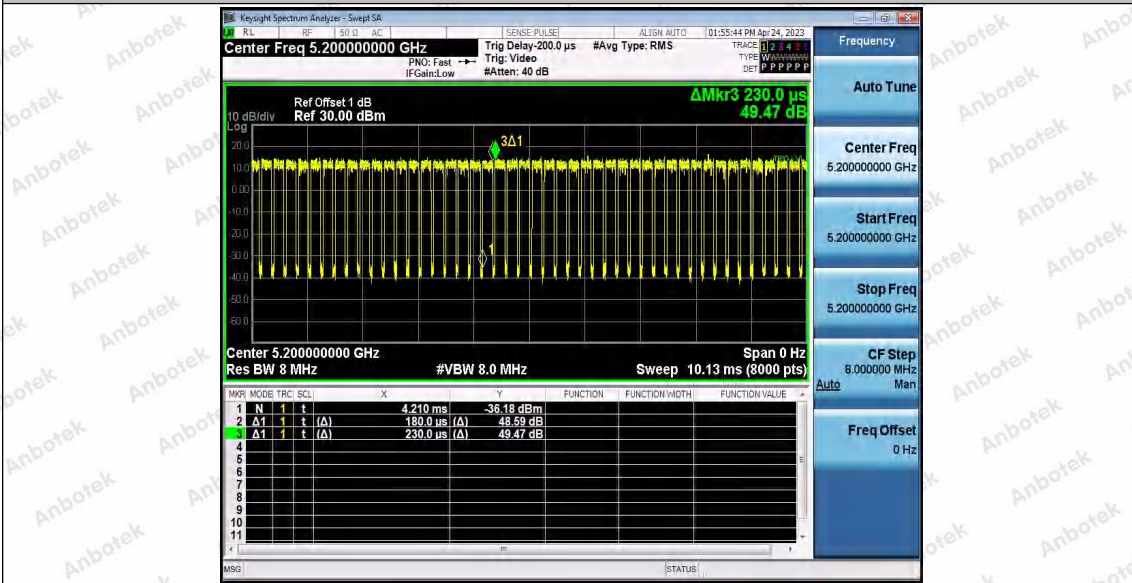 Keysight Spectrum Analyzer - Swept SA
RL RF 50 Ω AC SENSE:PULSE ALIGN AUTO 01:55:44 PM Apr 24, 2023
Center Freq 5.200000000 GHz
PNO: Fast
IFGain:Low
Trig Delay-200.0 µs
Trig: Video
#Atten: 40 dB
#Avg Type: RMS
TRACE 1 2 3 4 5 6
TYPE WWWWWW
DET P P P P P P
Ref Offset 1 dB
10 dB/div Ref 30.00 dBm
Log
ΔMkr3 230.0 µs
49.47 dB
20.0
10.0
0.00
-10.0
-20.0
-30.0
-40.0
-50.0
-60.0
3Δ1
1
Center 5.200000000 GHz Span 0 Hz
Res BW 8 MHz #VBW 8.0 MHz Sweep 10.13 ms (8000 pts)
MKR MODE TRC SCL X Y FUNCTION FUNCTION WIDTH FUNCTION VALUE
1 N 1 t 4.210 ms -36.18 dBm
2 Δ1 1 t (Δ) 180.0 µs (Δ) 48.59 dB
3 Δ1 1 t (Δ) 230.0 µs (Δ) 49.47 dB
4
5
6
7
8
9
10
11
MSG STATUS
Frequency
Auto Tune
Center Freq
5.200000000 GHz
Start Freq
5.200000000 GHz
Stop Freq
5.200000000 GHz
CF Step
8.000000 MHz
Auto Man
Freq Offset
0 Hz
Anbotek